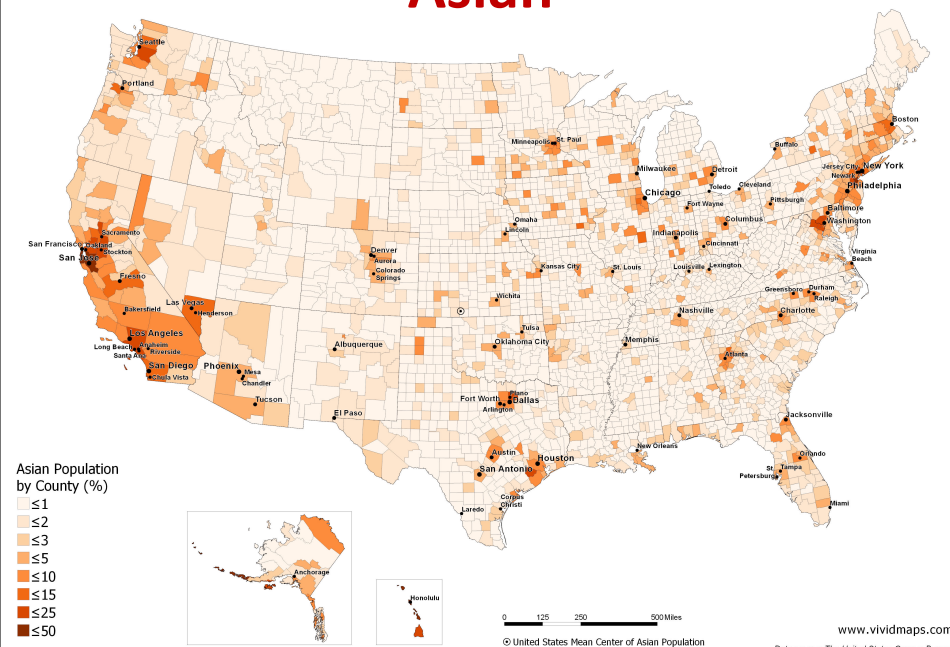 Asian
Seattle
Portland
Minneapolis
St. Paul
Milwaukee
Detroit
Buffalo
Boston
Jersey City
New York
Newark
Philadelphia
Chicago
Toledo
Cleveland
Fort Wayne
Pittsburgh
Baltimore
Washington
Omaha
Lincoln
Indianapolis
Columbus
Cincinnati
Sacramento
San Francisco
Oakland
Stockton
San Jose
Denver
Aurora
Colorado
Springs
Kansas City
St. Louis
Louisville
Lexington
Virginia
Beach
Fresno
Las Vegas
Henderson
Wichita
Greensboro
Durham
Raleigh
Bakersfield
Nashville
Charlotte
Los Angeles
Long Beach
Anaheim
Riverside
Santa Ana
Albuquerque
Tulsa
Oklahoma City
Memphis
Atlanta
San Diego
Chula Vista
Phoenix
Mesa
Chandler
Tucson
El Paso
Plano
Fort Worth
Dallas
Arlington
Jacksonville
Austin
Houston
San Antonio
New Orleans
Orlando
St.
Petersburg
Tampa
Corpus
Christi
Laredo
Miami
Asian Population
by County (%)
≤1
≤2
≤3
≤5
≤10
≤15
≤25
≤50
Anchorage
Honolulu
0 125 250 500 Miles
United States Mean Center of Asian Population
www.vividmaps.com